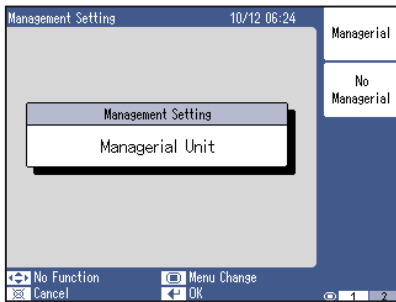 Management Setting 10/12 06:24
Managerial
No
Managerial
Management Setting
Managerial Unit
No Function Menu Change
Cancel OK
1 2